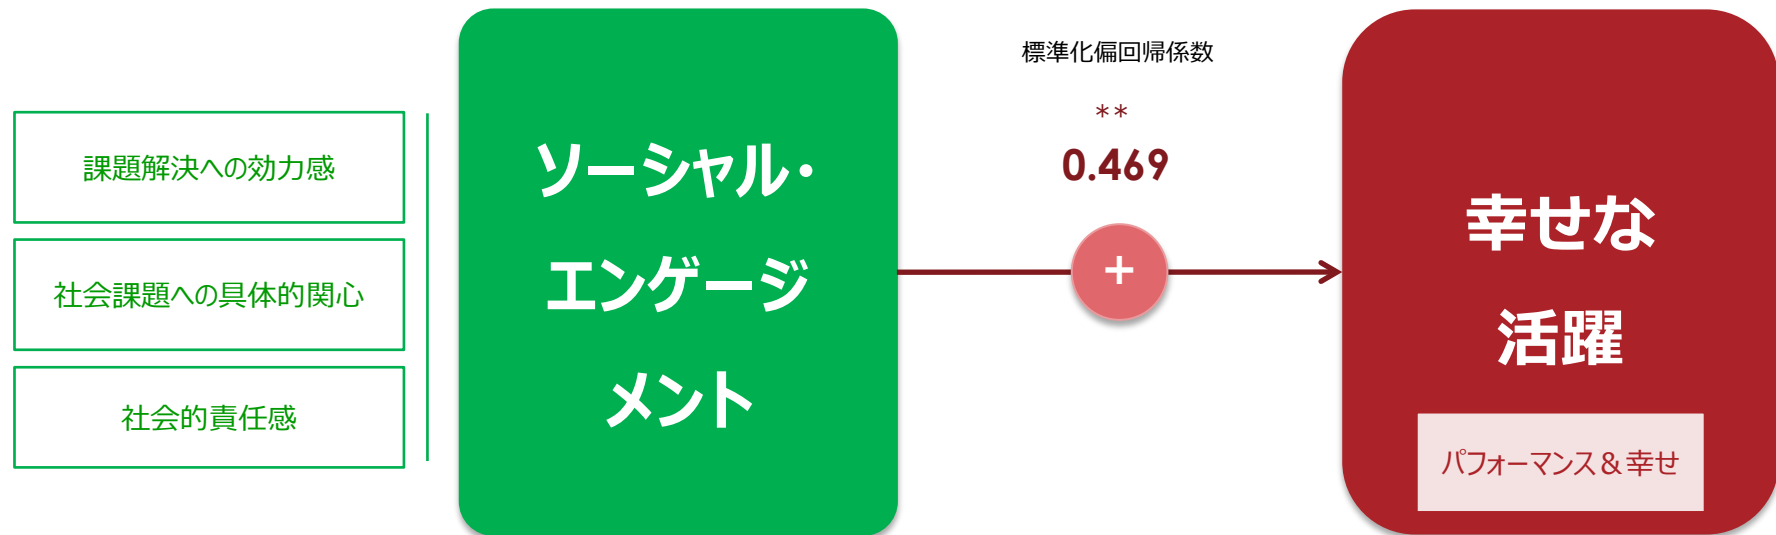 課題解決への効力感
社会課題への具体的関心
社会的責任感
ソーシャル・
エンゲージ
メント
標準化偏回帰係数
**
0.469
+
幸せな
活躍
パフォーマンス＆幸せ